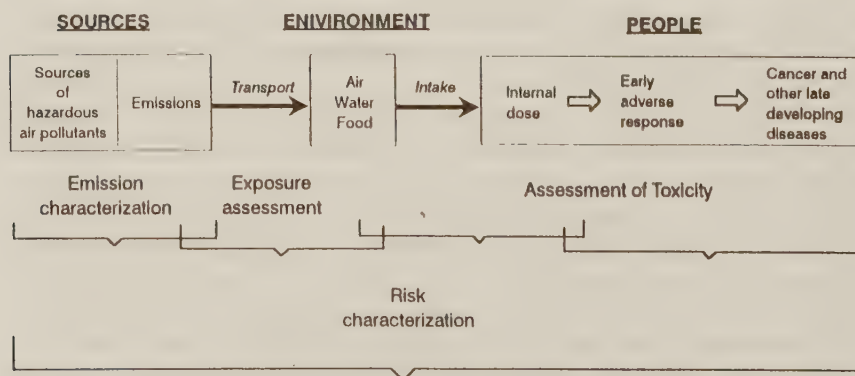 SOURCES
ENIVIRONMENT
PEOPLE
Sources
of
hazardous
air pollutants
Emissions
Transport
Air
Water
Food
Intake
Internal
dose
Early
adverse
response
Cancer and
other late
developing
diseases
Emission
characterization
Exposure
assessment
Assessment of Toxicity
Risk
characterization